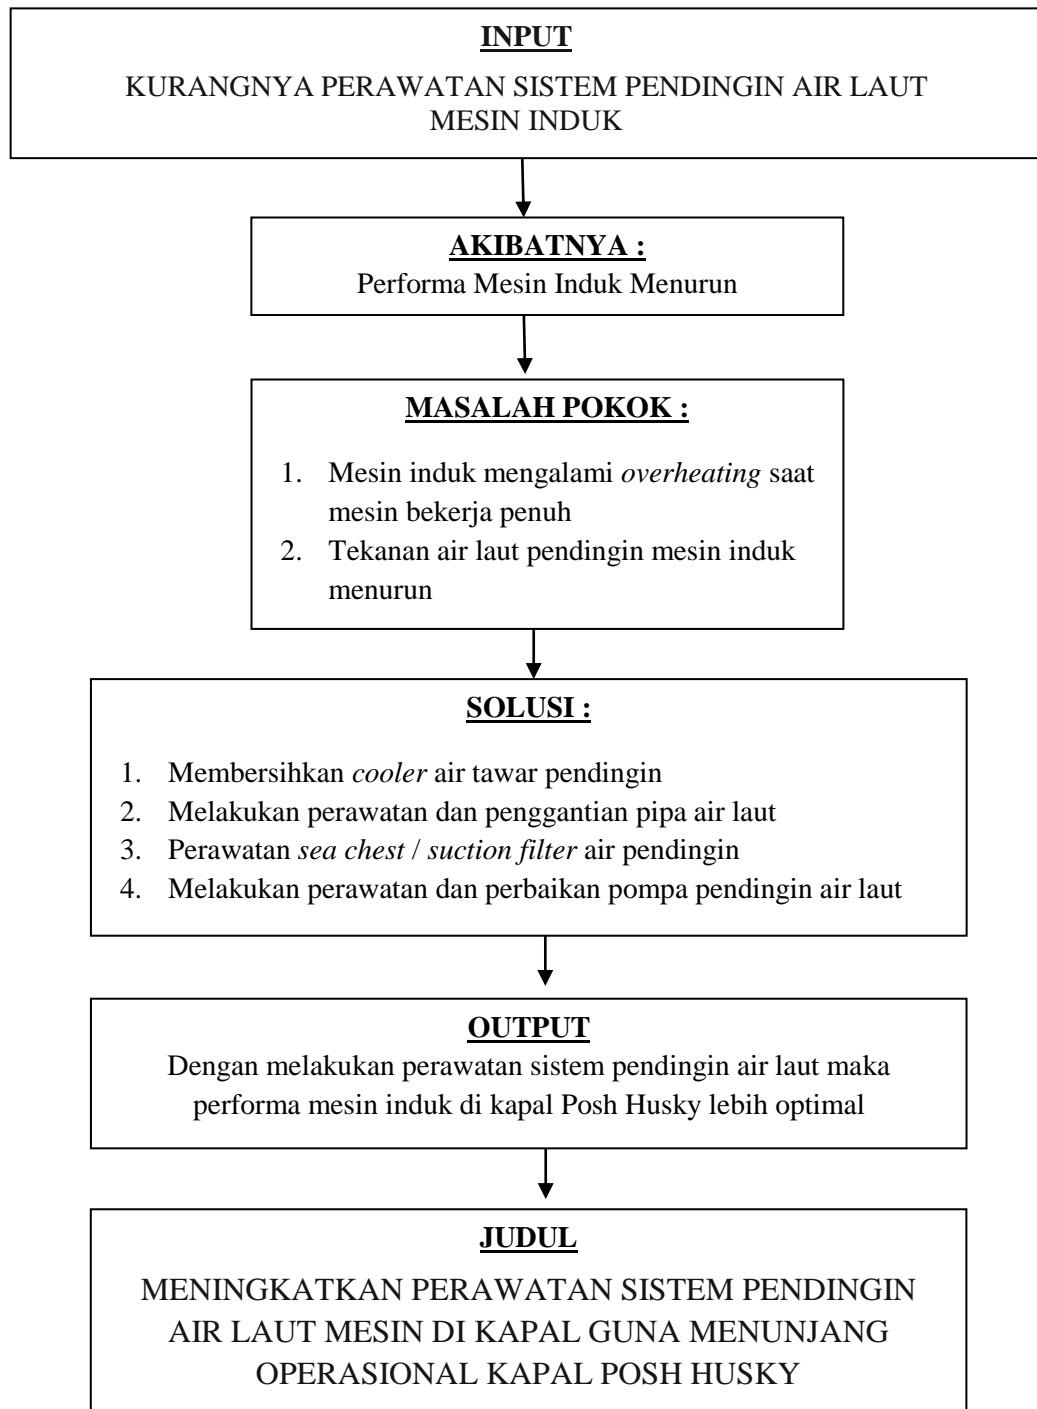 INPUT
KURANGNYA PERAWATAN SISTEM PENDINGIN AIR LAUT
MESIN INDUK
AKIBATNYA :
Performa Mesin Induk Menurun
MASALAH POKOK :
1. Mesin induk mengalami overheating saat
mesin bekerja penuh
2. Tekanan air laut pendingin mesin induk
menurun
SOLUSI :
1. Membersihkan cooler air tawar pendingin
2. Melakukan perawatan dan penggantian pipa air laut
3. Perawatan sea chest / suction filter air pendingin
4. Melakukan perawatan dan perbaikan pompa pendingin air laut
OUTPUT
Dengan melakukan perawatan sistem pendingin air laut maka
performa mesin induk di kapal Posh Husky lebih optimal
JUDUL
MENINGKATKAN PERAWATAN SISTEM PENDINGIN
AIR LAUT MESIN DI KAPAL GUNA MENUNJANG
OPERASIONAL KAPAL POSH HUSKY